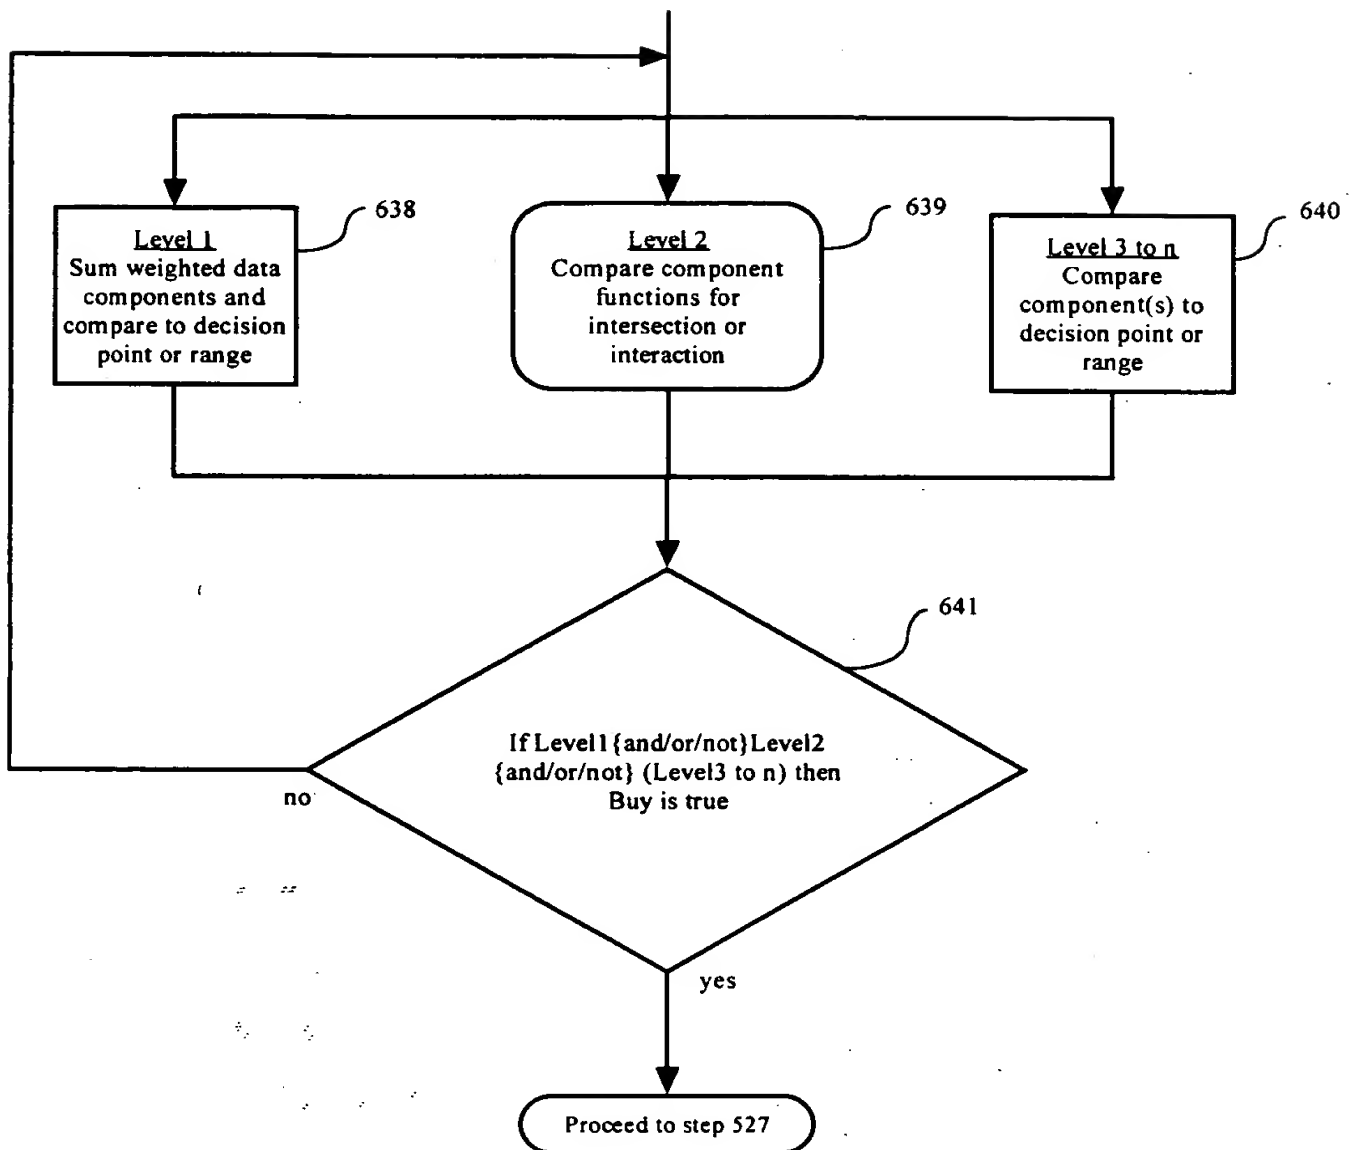 638
Level 1
Sum weighted data
components and
compare to decision
point or range
639
Level 2
Compare component
functions for
intersection or
interaction
640
Level 3 to n
Compare
component(s) to
decision point or
range
641
If Level1{and/or/not}Level2
{and/or/not} (Level3 to n) then
Buy is true
no
yes
Proceed to step 527